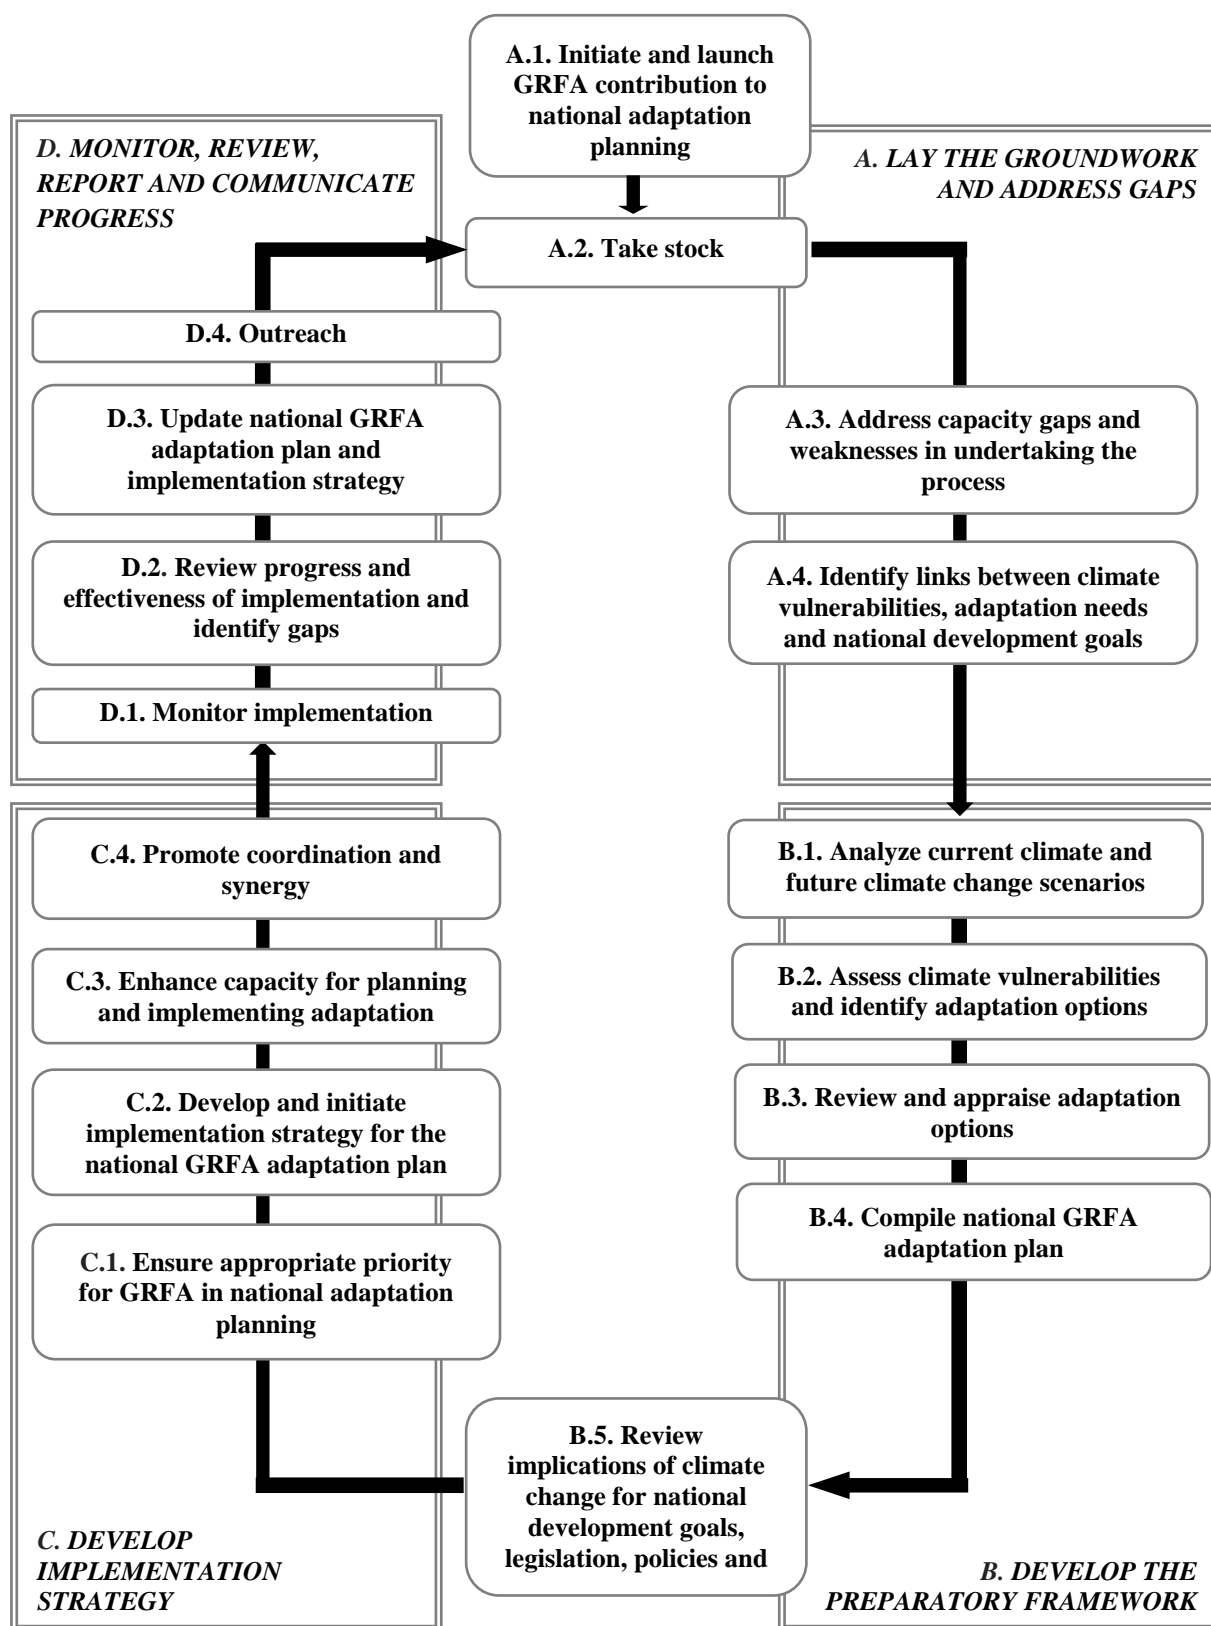 A.1. Initiate and launch
GRFA contribution to
national adaptation
planning
D. MONITOR, REVIEW,
REPORT AND COMMUNICATE
PROGRESS
A. LAY THE GROUNDWORK
AND ADDRESS GAPS
A.2. Take stock
D.4. Outreach
D.3. Update national GRFA
adaptation plan and
implementation strategy
A.3. Address capacity gaps and
weaknesses in undertaking the
process
D.2. Review progress and
effectiveness of implementation and
identify gaps
A.4. Identify links between climate
vulnerabilities, adaptation needs
and national development goals
D.1. Monitor implementation
C.4. Promote coordination and
synergy
B.1. Analyze current climate and
future climate change scenarios
C.3. Enhance capacity for planning
and implementing adaptation
B.2. Assess climate vulnerabilities
and identify adaptation options
C.2. Develop and initiate
implementation strategy for the
national GRFA adaptation plan
B.3. Review and appraise adaptation
options
B.4. Compile national GRFA
adaptation plan
C.1. Ensure appropriate priority
for GRFA in national adaptation
planning
B.5. Review
implications of climate
change for national
development goals,
legislation, policies and
C. DEVELOP
IMPLEMENTATION
STRATEGY
B. DEVELOP THE
PREPARATORY FRAMEWORK